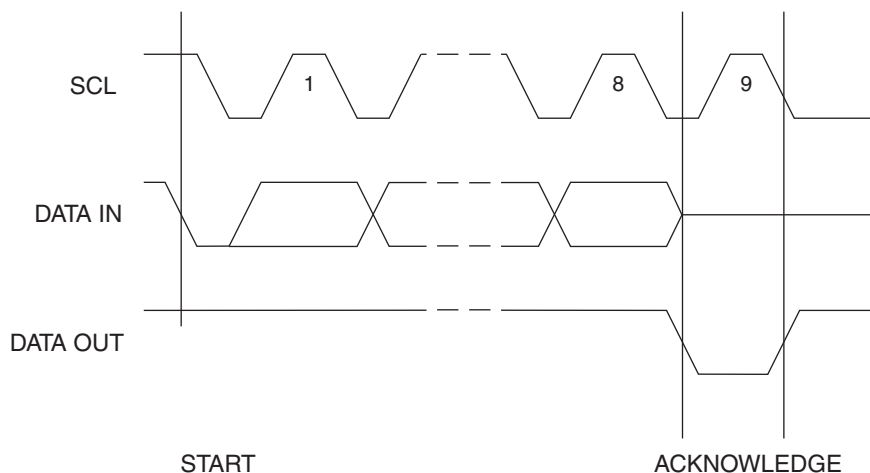 SCL
1
8
9
DATA IN
DATA OUT
START
ACKNOWLEDGE